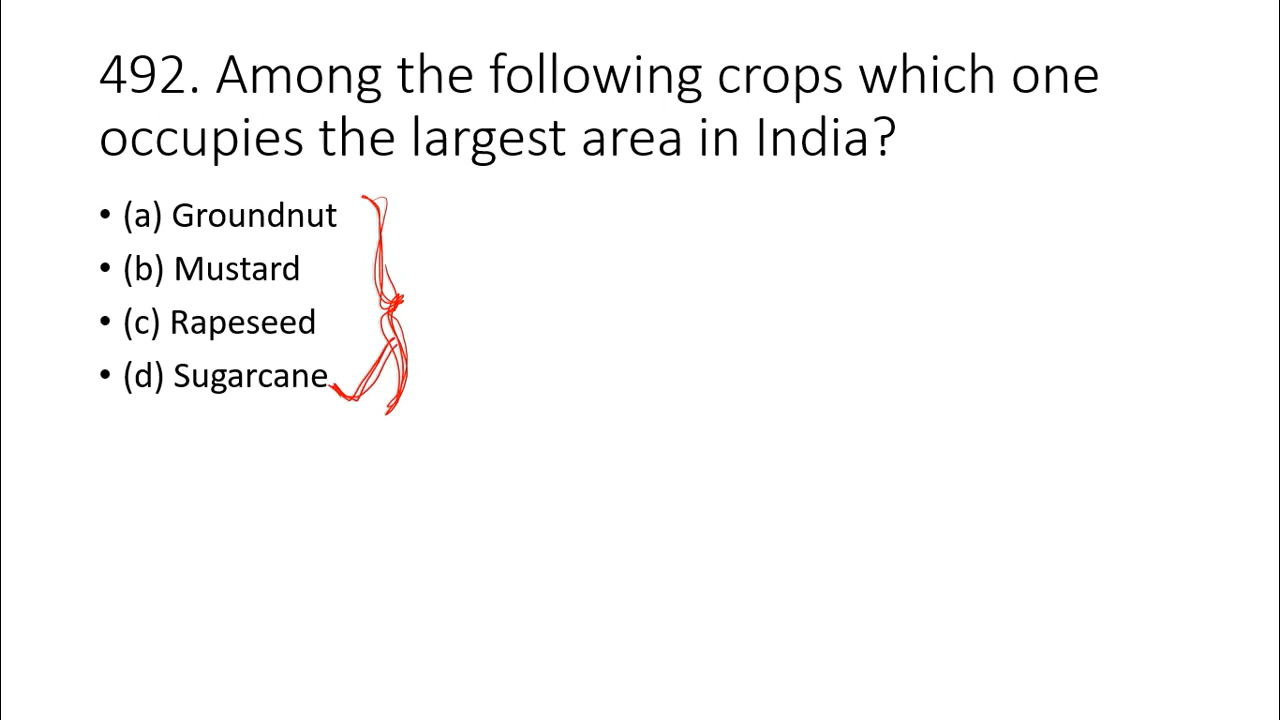 492. Among the following crops which one
occupies the largest area in India?
• (a) Groundnut
• (b) Mustard
• (c) Rapeseed
• (d) Sugarcane